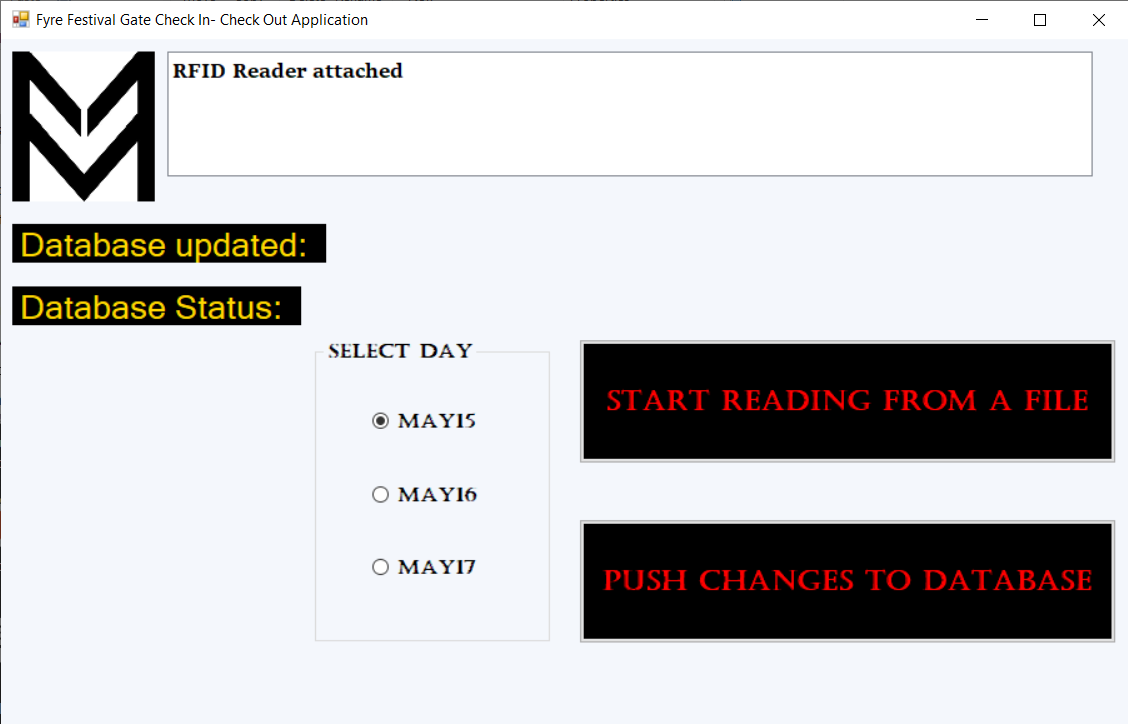 Fyre Festival Gate Check In- Check Out Application
RFID Reader attached
Database updated:
Database Status:
SELECT DAY
MAY15
MAY16
MAY17
START READING FROM A FILE
PUSH CHANGES TO DATABASE